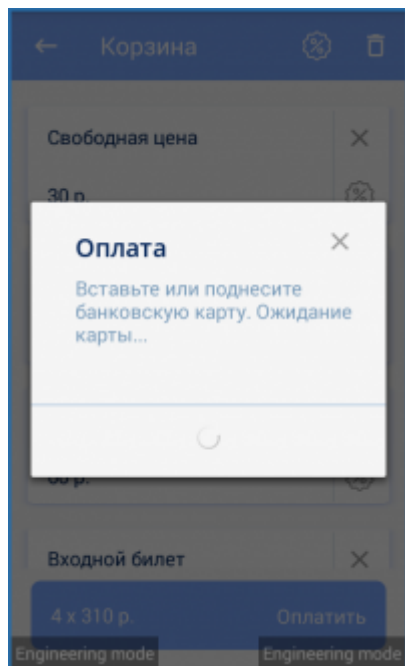 Корзина
Свободная цена
30 р.
Оплата
Вставьте или поднесите
банковскую карту. Ожидание
карты...
60 р.
Входной билет
4 x 310 р. Оплатить
Engineering mode Engineering mode